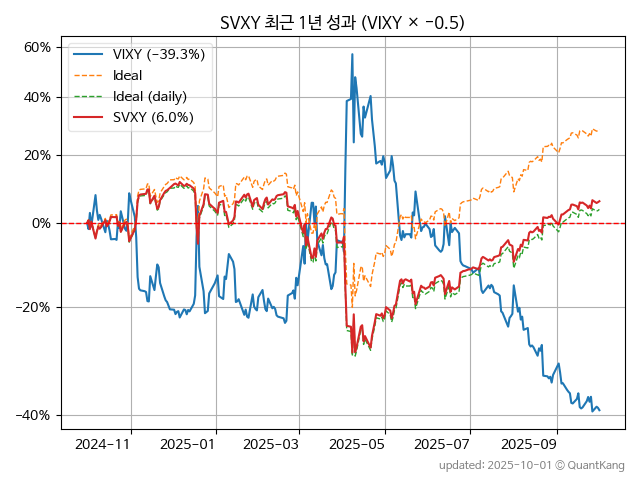 SVXY 최근 1년 성과 (VIXY × −0.5)
60%
40%
20%
0%
−20%
−40%
VIXY (−39.3%)
Ideal
Ideal (daily)
SVXY (6.0%)
2024−11
2025−01
2025−03
2025−05
2025−07
2025−09
updated: 2025-10-01 © QuantKang